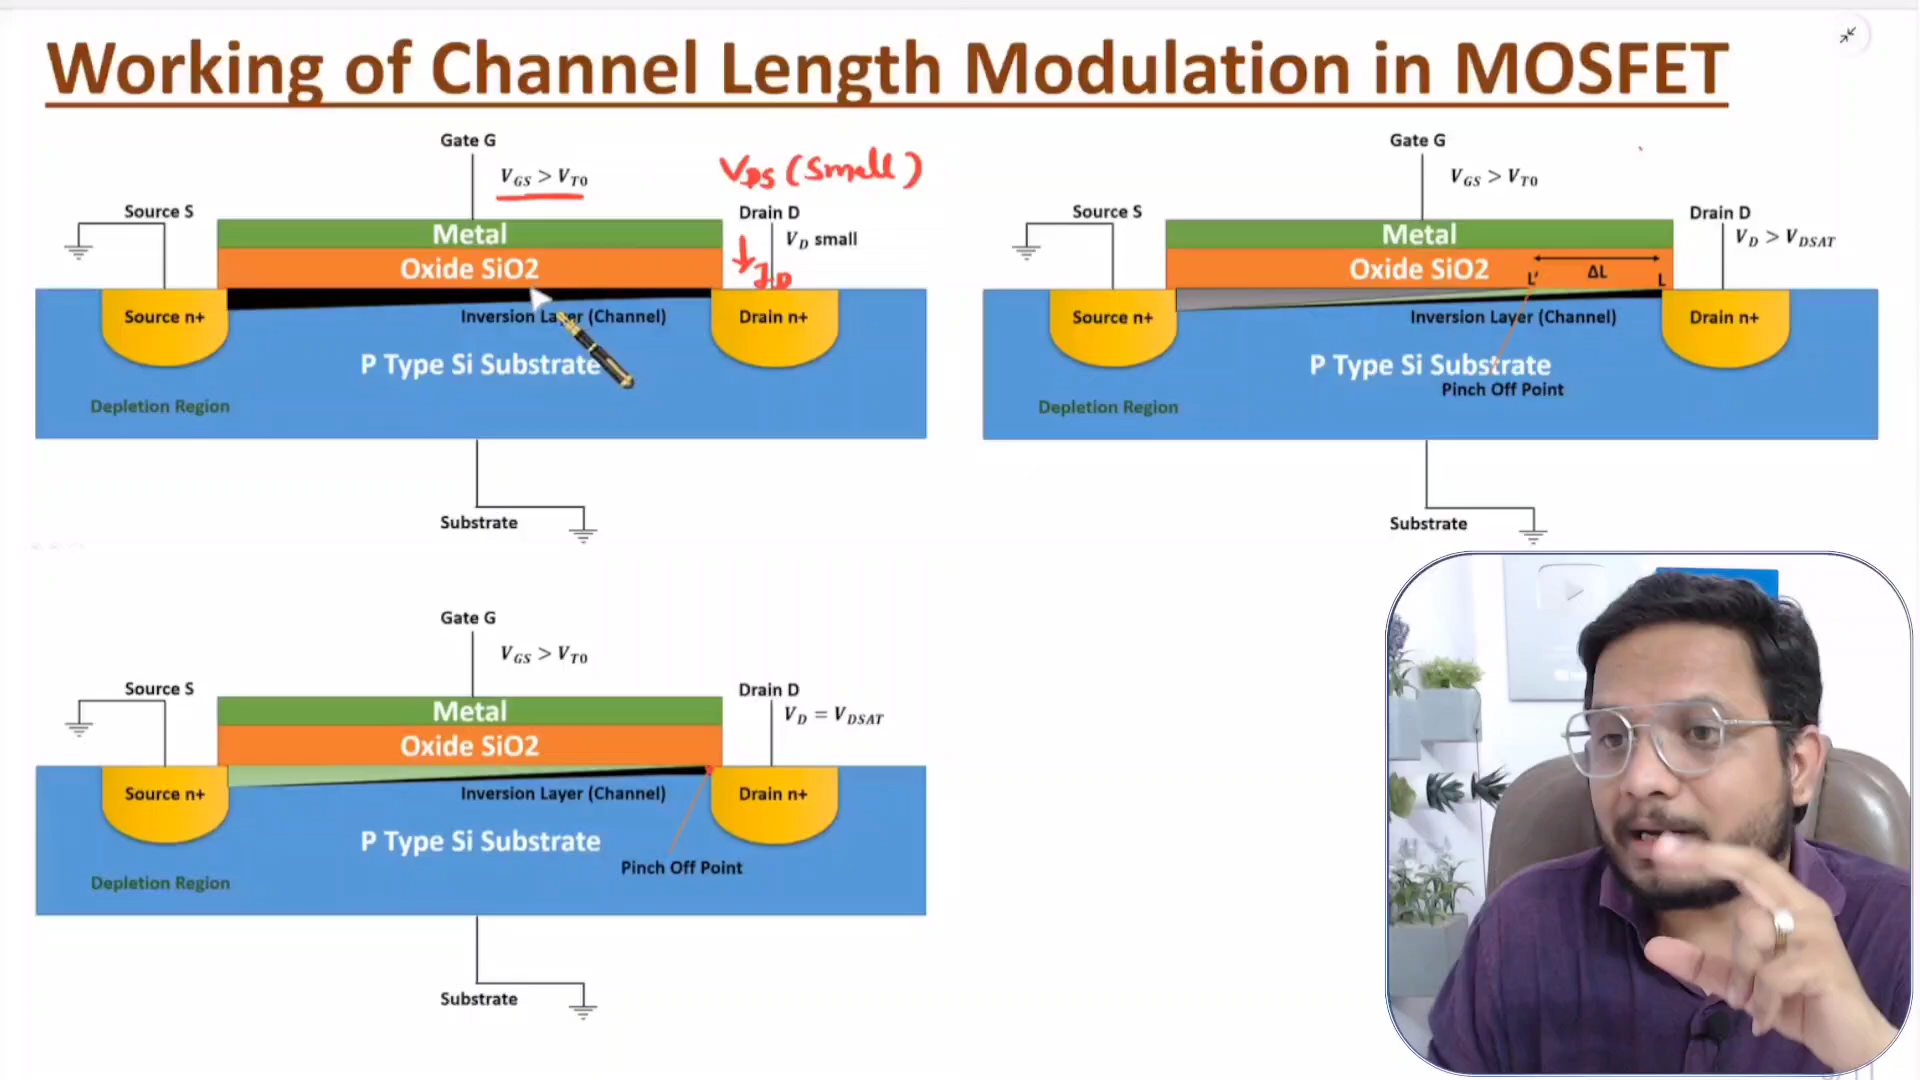 Working of Channel Length Modulation in MOSFET
Gate G
V_GS > V_T0
V_DS (small)
Source S
Drain D
V_D small
I_D
Metal
Oxide SiO2
Source n+
Inversion Layer (Channel)
Drain n+
P Type Si Substrate
Depletion Region
Substrate
Gate G
V_GS > V_T0
Source S
Drain D
V_D > V_DSAT
Metal
Oxide SiO2
L' ΔL L
Source n+
Inversion Layer (Channel)
Drain n+
P Type Si Substrate
Pinch Off Point
Depletion Region
Substrate
Gate G
V_GS > V_T0
Source S
Drain D
V_D = V_DSAT
Metal
Oxide SiO2
Source n+
Inversion Layer (Channel)
Drain n+
P Type Si Substrate
Pinch Off Point
Depletion Region
Substrate